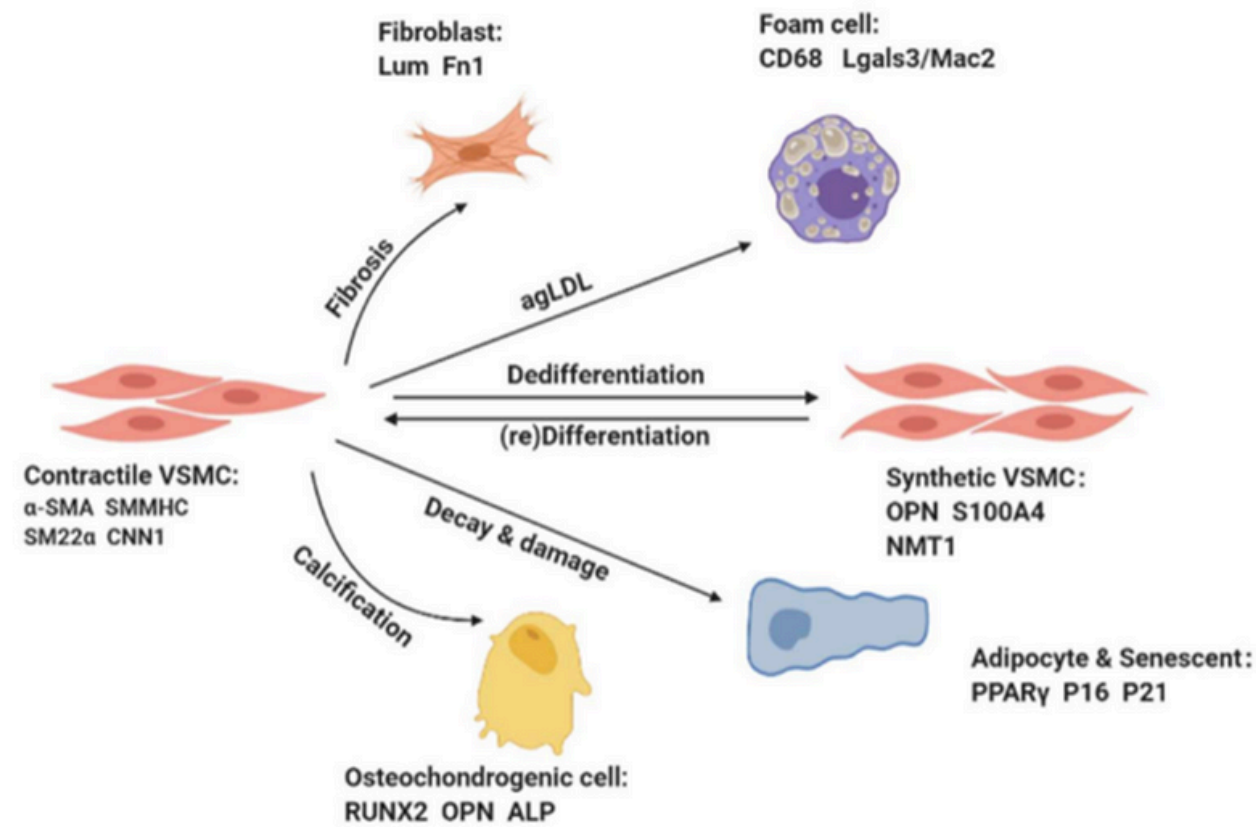 Fibroblast:
Lum Fn1
Foam cell:
CD68 Lgals3/Mac2
Fibrosis
agLDL
Dedifferentiation
(re)Differentiation
Contractile VSMC:
α-SMA SMMHC
SM22α CNN1
Synthetic VSMC:
OPN S100A4
NMT1
Decay & damage
Calcification
Adipocyte & Senescent:
PPARγ P16 P21
Osteochondrogenic cell:
RUNX2 OPN ALP